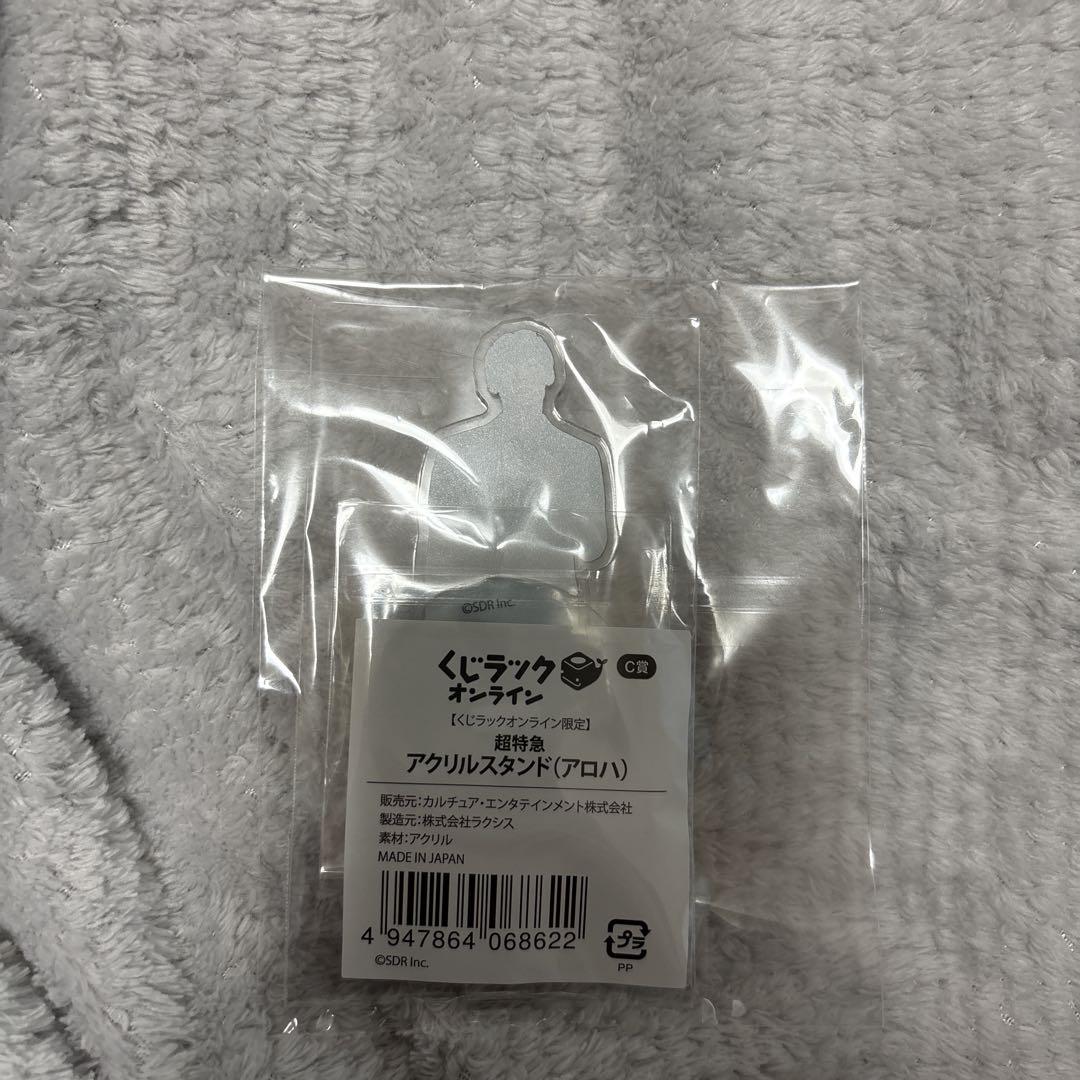 ©SDR Inc.
くじラック
オンライン
C賞
【くじラックオンライン限定】
超特急
アクリルスタンド(アロハ)
販売元:カルチュア・エンタテインメント株式会社
製造元:株式会社ラクシス
素材:アクリル
MADE IN JAPAN
4 947864 068622
プラ
PP
©SDR Inc.